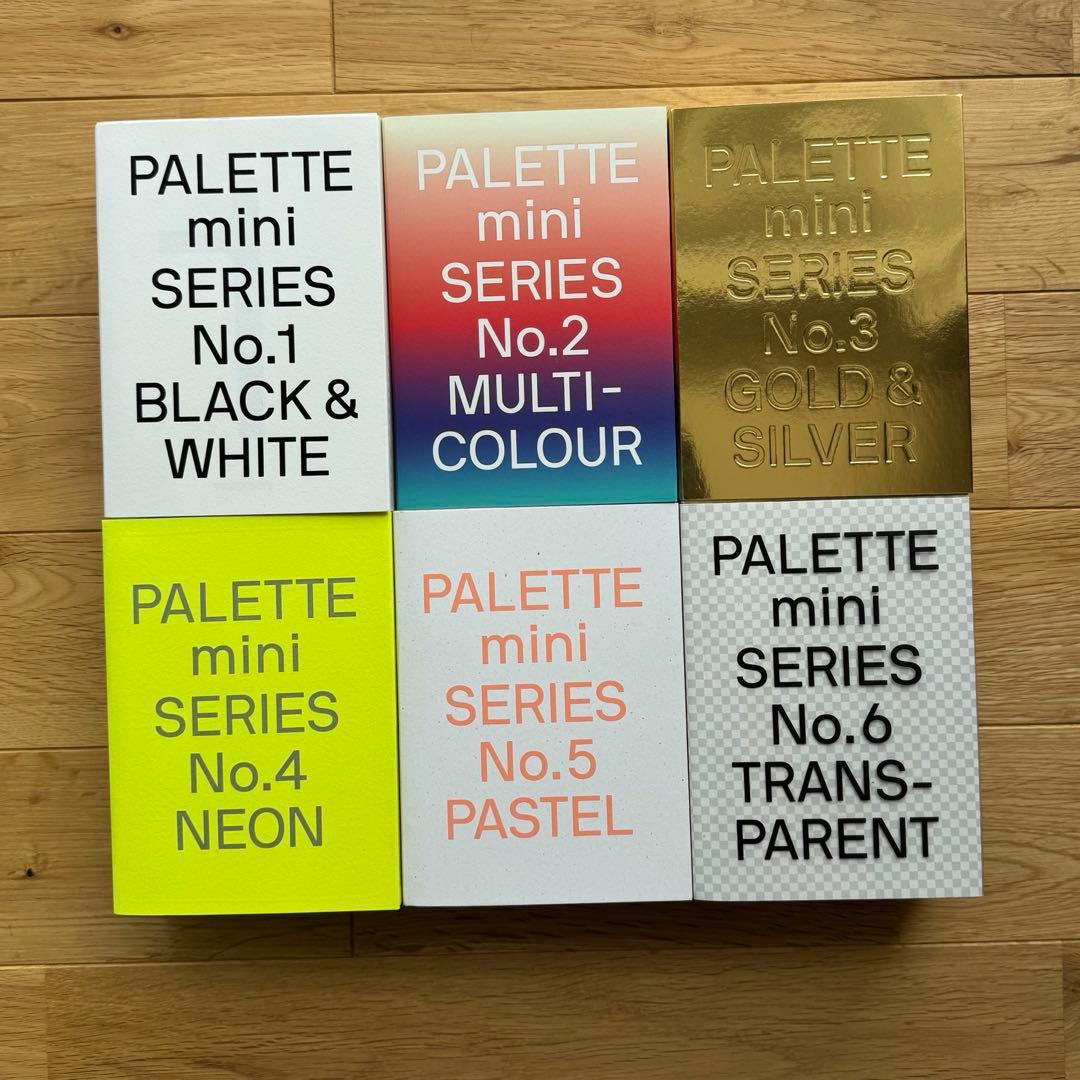 PALETTE
mini
SERIES
No.1
BLACK &
WHITE
PALETTE
mini
SERIES
No.2
MULTI-
COLOUR
PALETTE
mini
SERIES
No.3
GOLD &
SILVER
PALETTE
mini
SERIES
No.4
NEON
PALETTE
mini
SERIES
No.5
PASTEL
PALETTE
mini
SERIES
No.6
TRANS-
PARENT